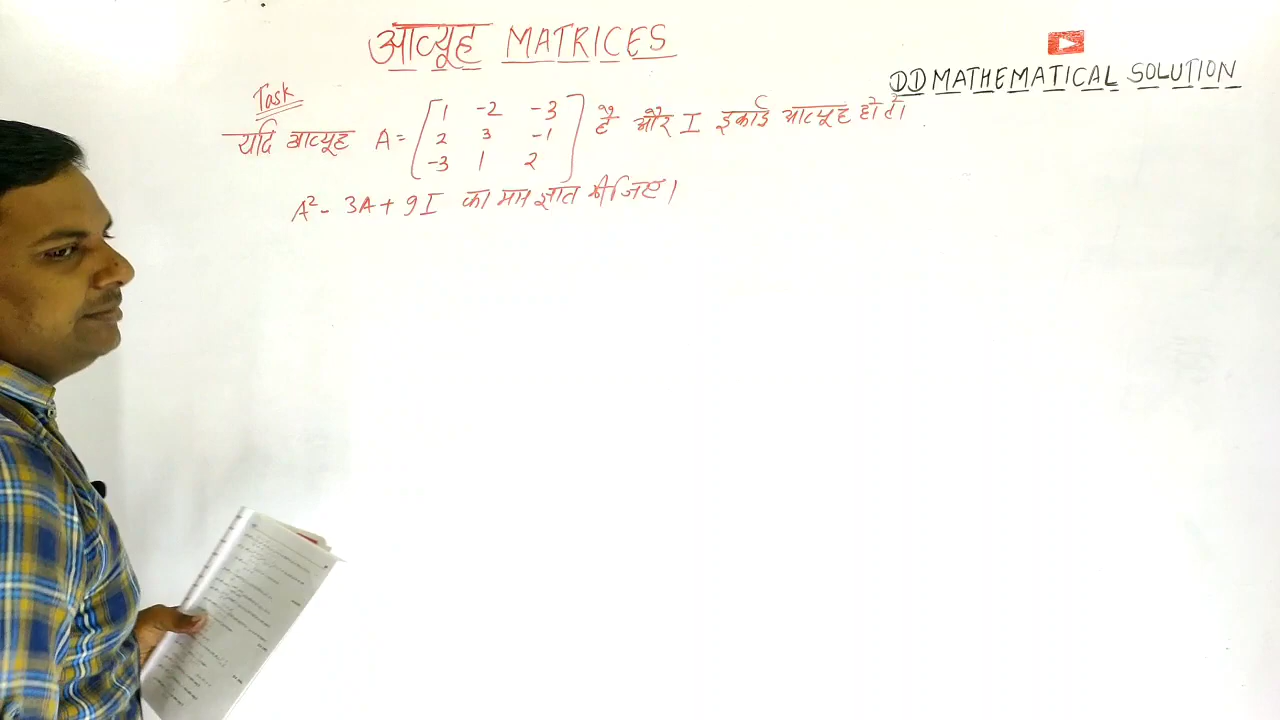 आव्यूह MATRICES
DD MATHEMATICAL SOLUTION
Task
यदि आव्यूह A = [1 -2 -3 है और I इकाई आव्यूह हो तो
2 3 -1
-3 1 2]
A² - 3A + 9I का मान ज्ञात कीजिए।